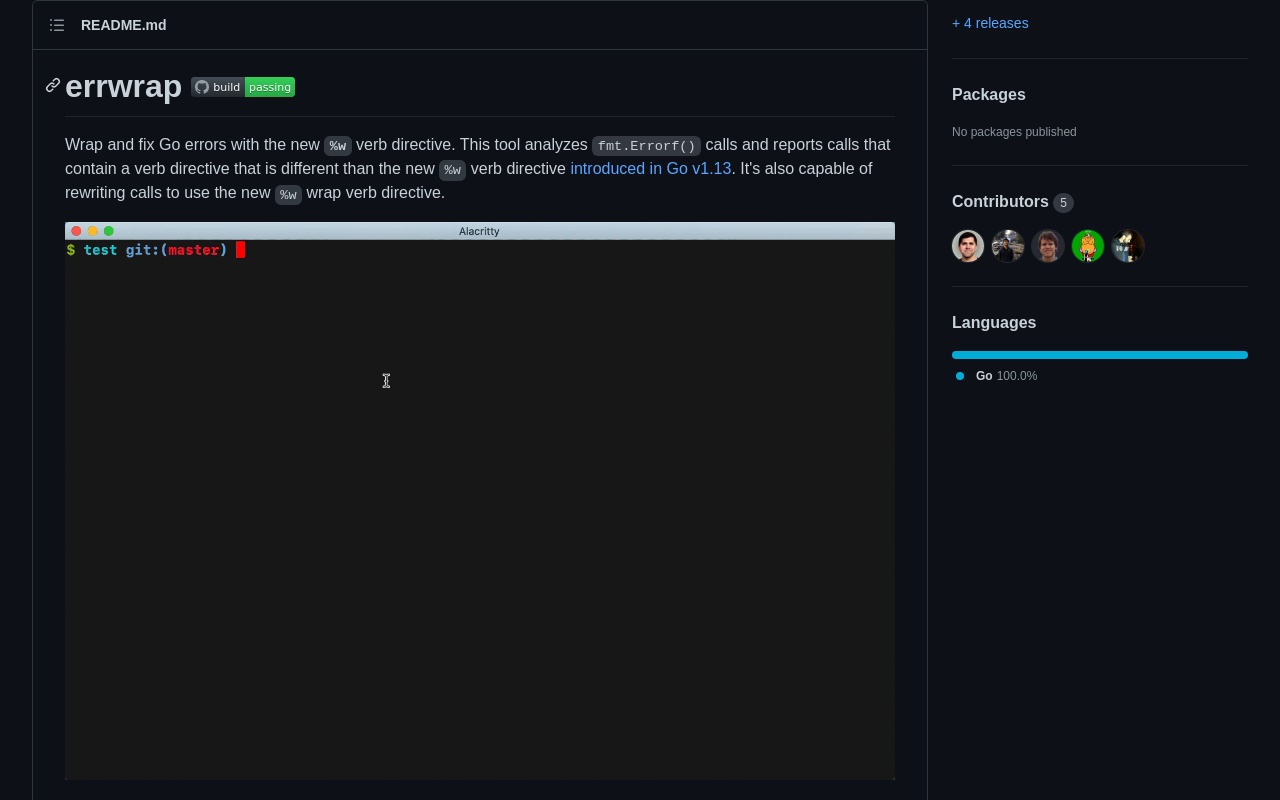 README.md
errwrap build passing
Wrap and fix Go errors with the new %w verb directive. This tool analyzes fmt.Errorf() calls and reports calls that
contain a verb directive that is different than the new %w verb directive introduced in Go v1.13. It's also capable of
rewriting calls to use the new %w wrap verb directive.
Alacritty
$ test git:(master)
+ 4 releases
Packages
No packages published
Contributors 5
Languages
Go 100.0%